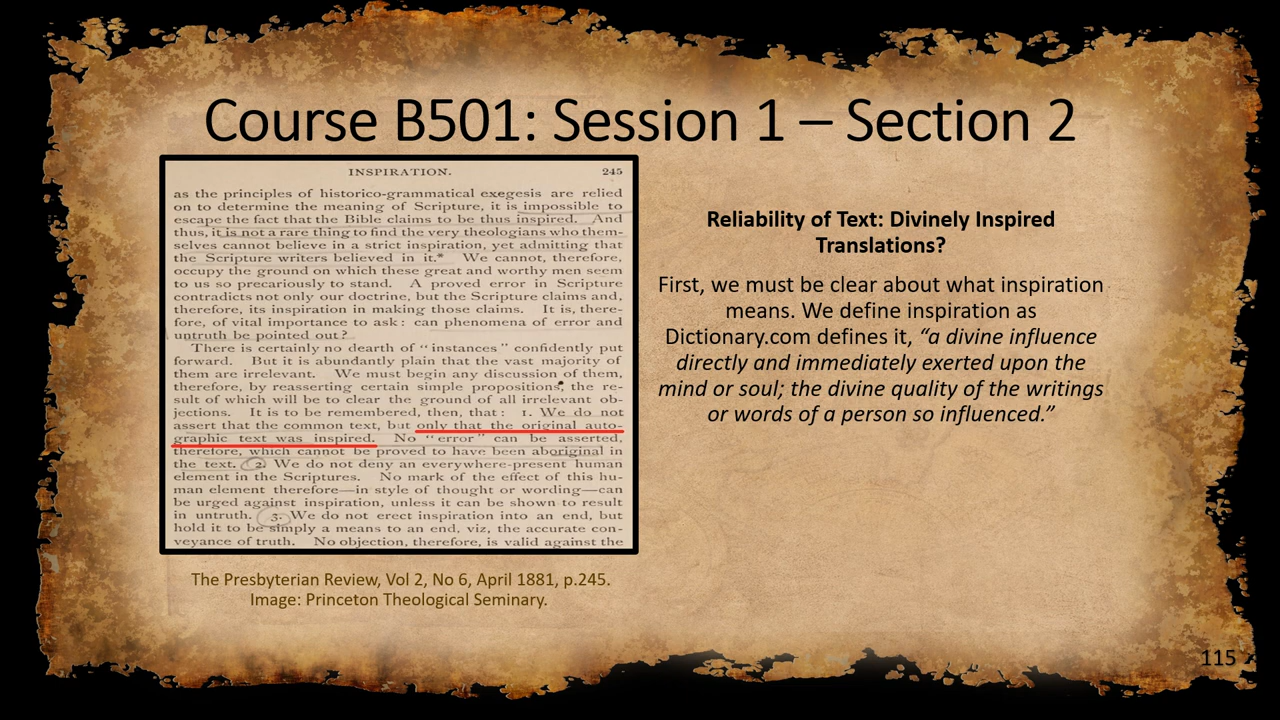 Course B501: Session 1 – Section 2
INSPIRATION. 245
as the principles of historico-grammatical exegesis are relied
on to determine the meaning of Scripture, it is impossible to
escape the fact that the Bible claims to be thus inspired. And
thus, it is not a rare thing to find the very theologians who them-
selves cannot believe in a strict inspiration, yet admitting that
the Scripture writers believed in it.* We cannot, therefore,
occupy the ground on which these great and worthy men seem
to us so precariously to stand. A proved error in Scripture
contradicts not only our doctrine, but the Scripture claims and,
therefore, its inspiration in making those claims. It is, there-
fore, of vital importance to ask: can phenomena of error and
untruth be pointed out?
There is certainly no dearth of “instances” confidently put
forward. But it is abundantly plain that the vast majority of
them are irrelevant. We must begin any discussion of them,
therefore, by reasserting certain simple propositions, the re-
sult of which will be to clear the ground of all irrelevant ob-
jections. It is to be remembered, then, that: 1. We do not
assert that the common text, but only that the original auto-
graphic text was inspired. No “error” can be asserted,
therefore, which cannot be proved to have been aboriginal in
the text. 2. We do not deny an everywhere-present human
element in the Scriptures. No mark of the effect of this hu-
man element therefore—in style of thought or wording—can
be urged against inspiration, unless it can be shown to result
in untruth. 3. We do not erect inspiration into an end, but
hold it to be simply a means to an end, viz, the accurate con-
veyance of truth. No objection, therefore, is valid against the
The Presbyterian Review, Vol 2, No 6, April 1881, p.245.
Image: Princeton Theological Seminary.
Reliability of Text: Divinely Inspired
Translations?
First, we must be clear about what inspiration
means. We define inspiration as
Dictionary.com defines it, “a divine influence
directly and immediately exerted upon the
mind or soul; the divine quality of the writings
or words of a person so influenced.”
115